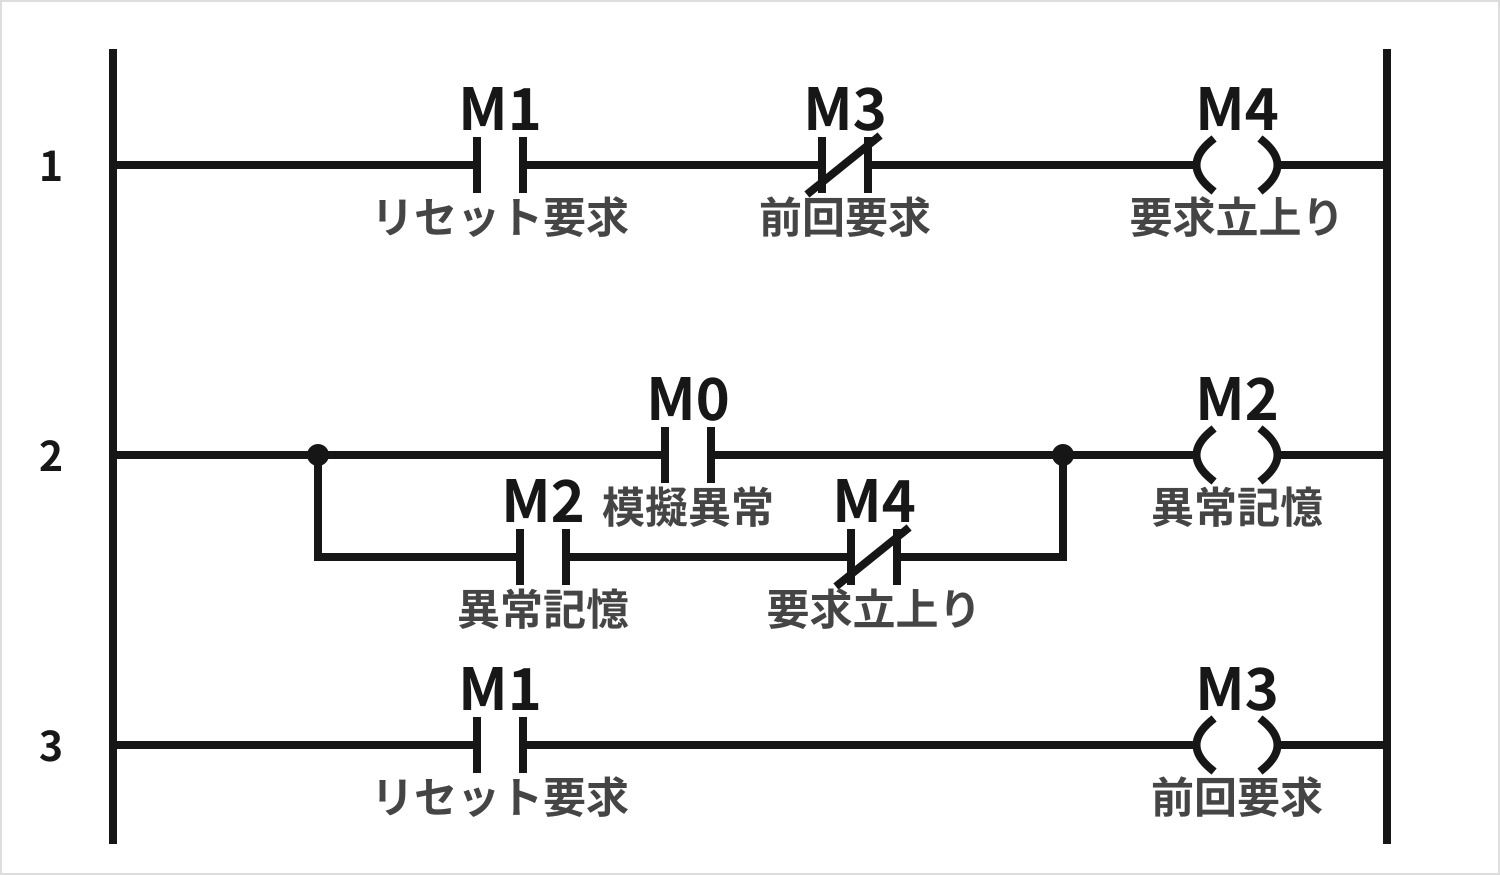 M1 M3 M4
1
リセット要求 前回要求 要求立上り
M0 M2
2
M2 模擬異常 M4 異常記憶
異常記憶 要求立上り
M1 M3
3
リセット要求 前回要求